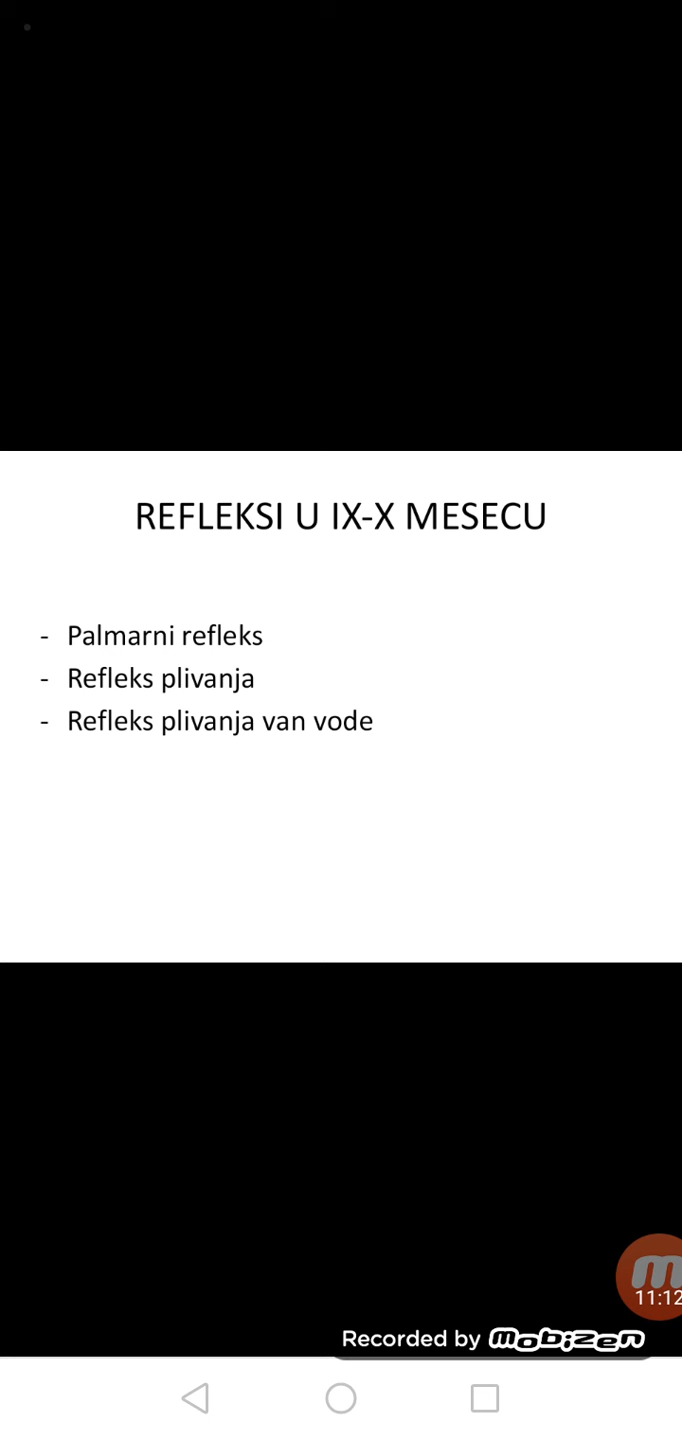 REFLEKSI U IX-X MESECU
- Palmarni refleks
- Refleks plivanja
- Refleks plivanja van vode
m
11:12
Recorded by mobizen